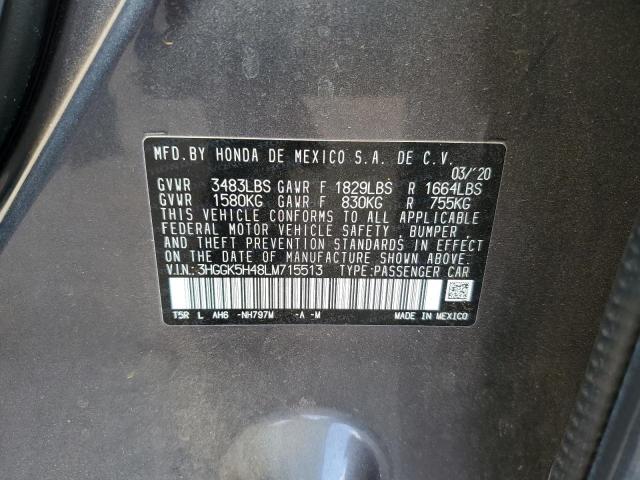 MFD.BY HONDA DE MEXICO S.A. DE C.V.
03/'20
GVWR 3483LBS GAWR F 1829LBS R 1664LBS
GVWR 1580KG GAWR F 830KG R 755KG
THIS VEHICLE CONFORMS TO ALL APPLICABLE
FEDERAL MOTOR VEHICLE SAFETY, BUMPER
AND THEFT PREVENTION STANDARDS IN EFFECT
ON THE DATE OF MANUFACTURE SHOWN ABOVE.
V.I.N.:3HGGK5H48LM715513 TYPE:PASSENGER CAR
T5R L AH6 -NH797M -A -M MADE IN MEXICO